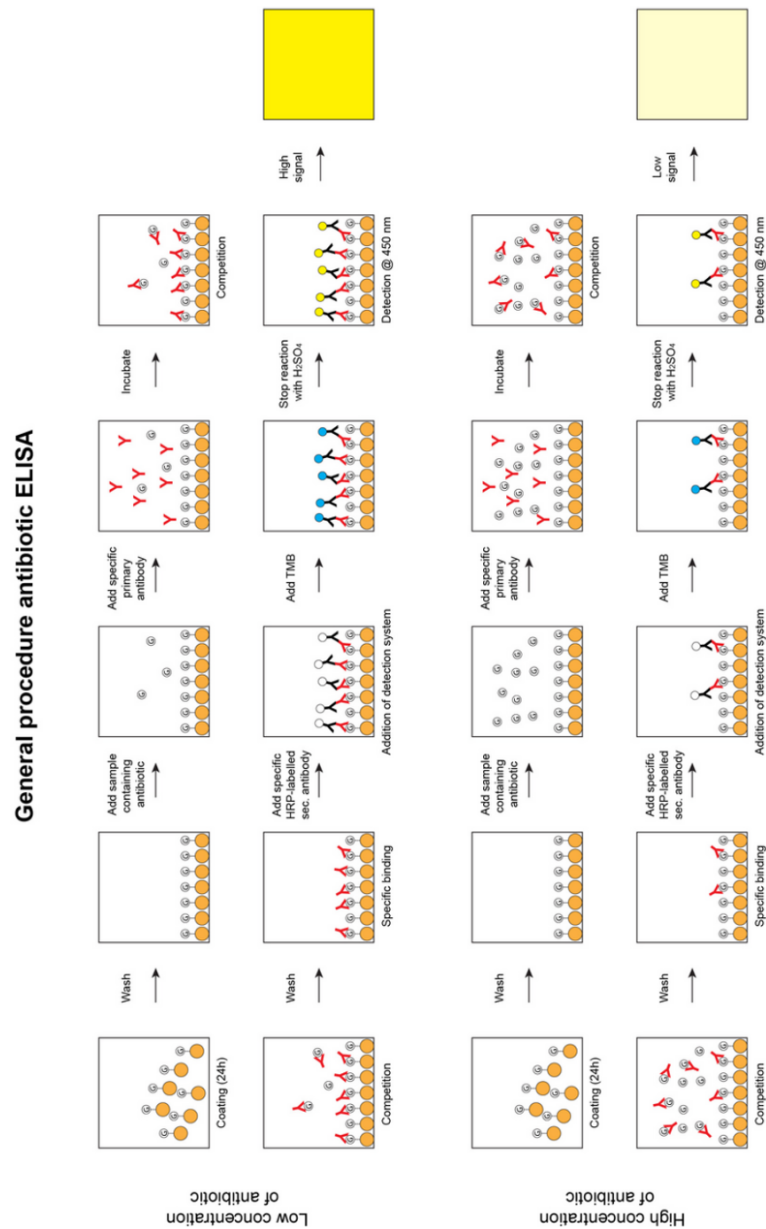 General procedure antibiotic ELISA
Low concentration
of antibiotic
Coating (24h)
Wash
Add sample
containing
antibiotic
Add specific
primary
antibody
Incubate
Competition
Competition
Wash
Specific binding
Add specific
HRP-labelled
sec. antibody
Addition of detection system
Add TMB
Stop reaction
with H₂SO₄
Detection @ 450 nm
High
signal
High concentration
of antibiotic
Coating (24h)
Wash
Add sample
containing
antibiotic
Add specific
primary
antibody
Incubate
Competition
Competition
Wash
Specific binding
Add specific
HRP-labelled
sec. antibody
Addition of detection system
Add TMB
Stop reaction
with H₂SO₄
Detection @ 450 nm
Low
signal